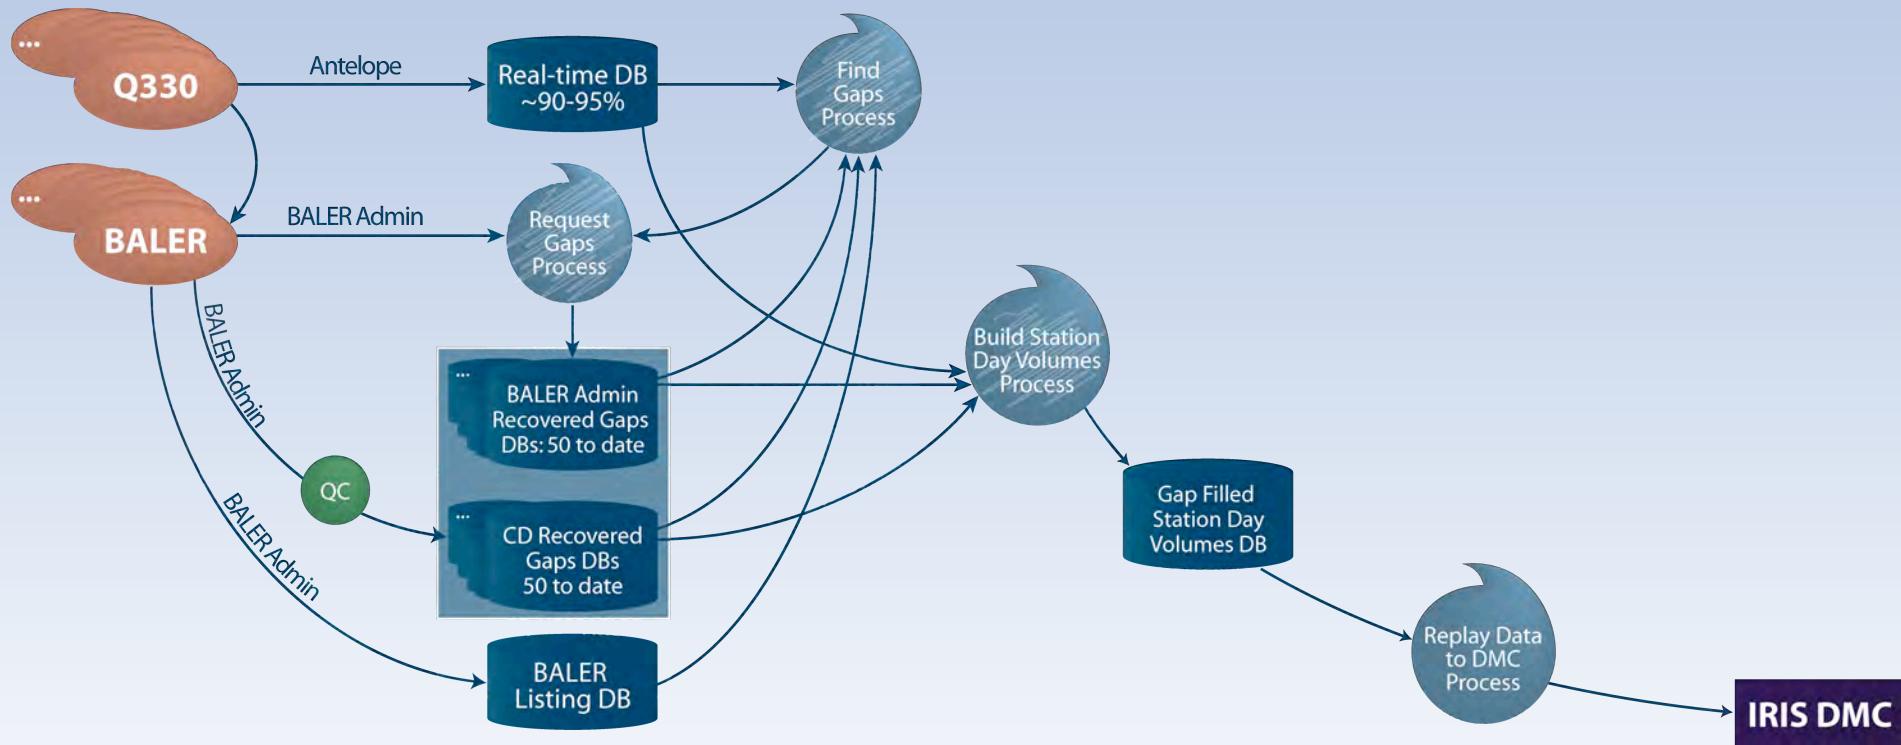 ...
Q330
Antelope
Real-time DB
~90-95%
Find
Gaps
Process
...
BALER
BALER Admin
Request
Gaps
Process
BALER Admin
BALER Admin
QC
...
BALER Admin
Recovered Gaps
DBs: 50 to date
...
CD Recovered
Gaps DBs
50 to date
BALER
Listing DB
Build Station
Day Volumes
Process
Gap Filled
Station Day
Volumes DB
Replay Data
to DMC
Process
IRIS DMC